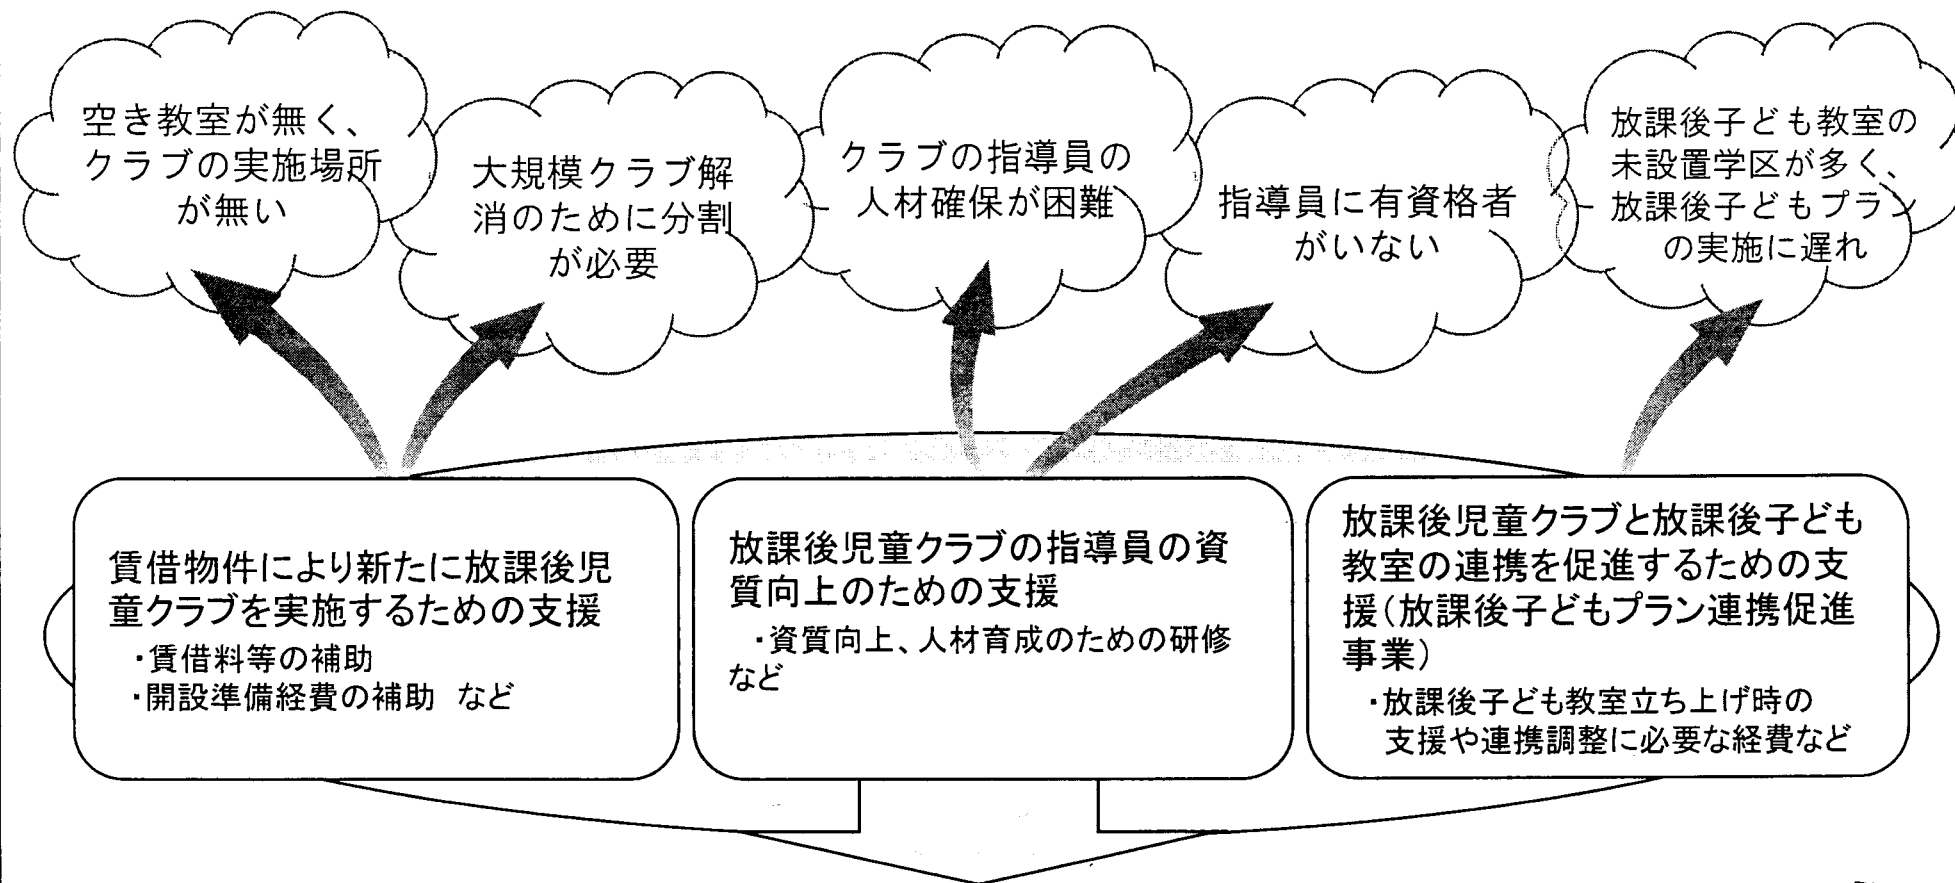 空き教室が無く、
クラブの実施場所
が無い
大規模クラブ解
消のために分割
が必要
クラブの指導員の
人材確保が困難
指導員に有資格者
がいない
放課後子ども教室の
未設置学区が多く、
放課後子どもプラン
の実施に遅れ
賃借物件により新たに放課後児
童クラブを実施するための支援
・賃借料等の補助
・開設準備経費の補助 など
放課後児童クラブの指導員の資
質向上のための支援
・資質向上、人材育成のための研修
など
放課後児童クラブと放課後子ども
教室の連携を促進するための支
援(放課後子どもプラン連携促進
事業)
・放課後子ども教室立ち上げ時の
支援や連携調整に必要な経費など